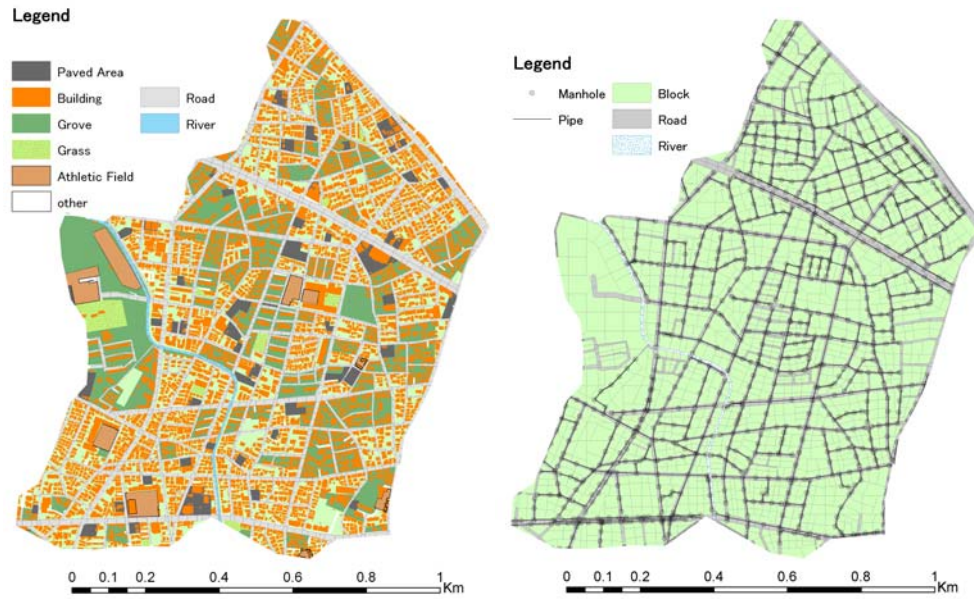 Legend
Paved Area
Building
Road
Grove
River
Grass
Athletic Field
other
0 0.1 0.2 0.4 0.6 0.8 1
Km
Legend
Manhole
Block
Pipe
Road
River
0 0.1 0.2 0.4 0.6 0.8 1
Km